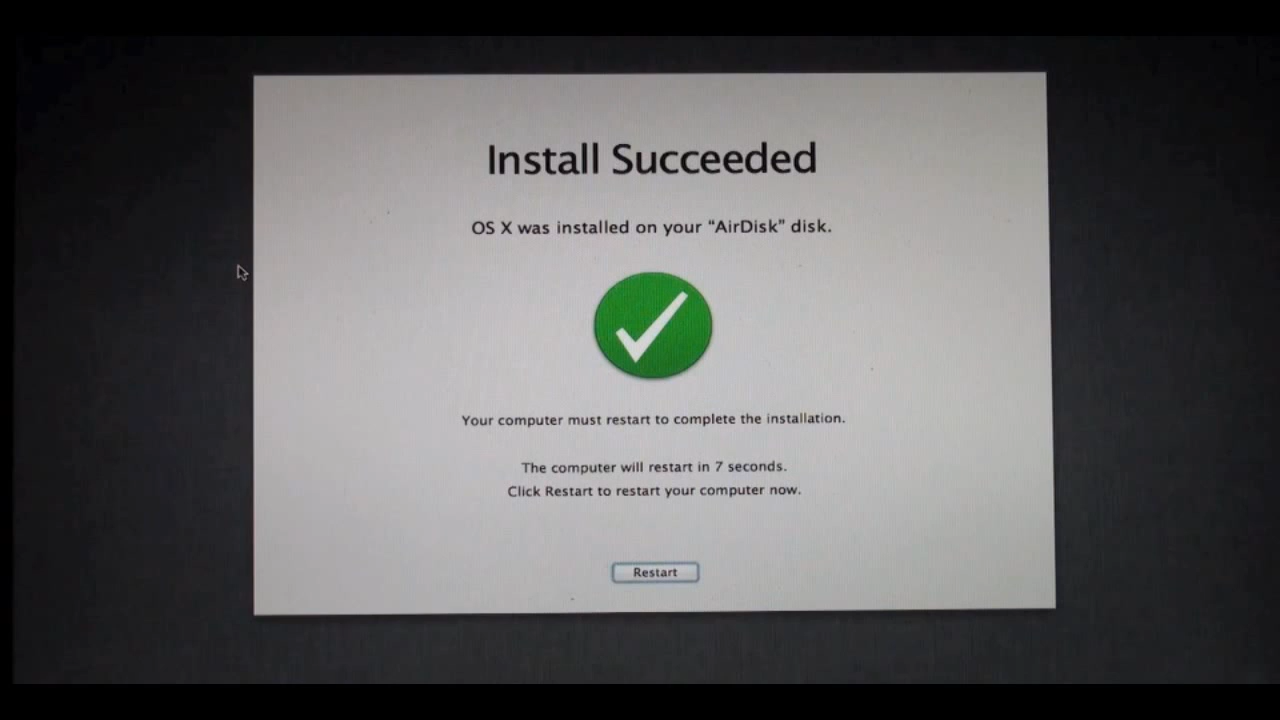 Install Succeeded
OS X was installed on your “AirDisk” disk.
Your computer must restart to complete the installation.
The computer will restart in 7 seconds.
Click Restart to restart your computer now.
Restart